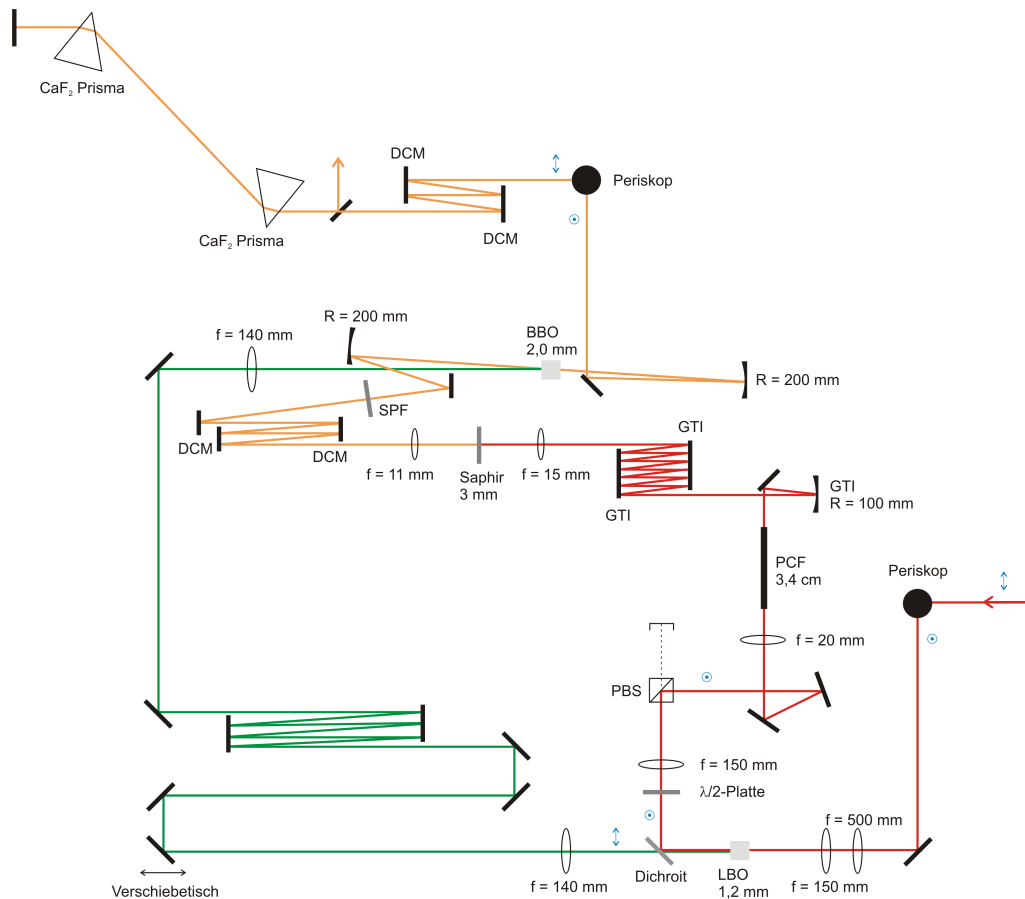 CaF₂ Prisma
DCM
Periskop
CaF₂ Prisma
DCM
R = 200 mm
f = 140 mm
BBO
2,0 mm
R = 200 mm
SPF
DCM
DCM
GTI
f = 11 mm
Saphir
3 mm
f = 15 mm
GTI
GTI
R = 100 mm
PCF
3,4 cm
Periskop
f = 20 mm
PBS
f = 150 mm
λ/2-Platte
f = 500 mm
Dichroit
LBO
1,2 mm
f = 150 mm
f = 140 mm
Verschiebetisch